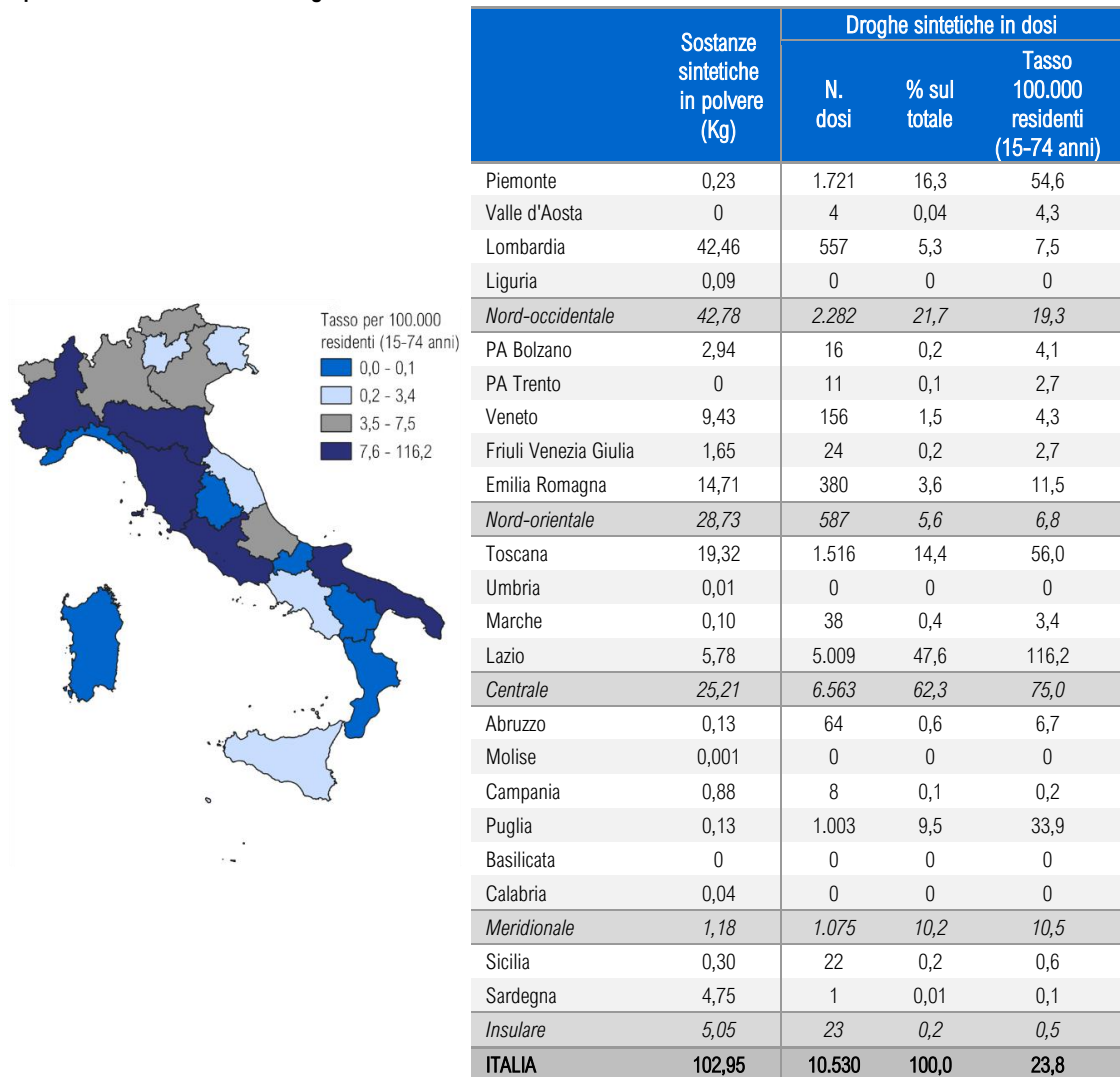 Sostanze sintetiche in polvere (Kg) | Droghe sintetiche in dosi
N. dosi | % sul totale | Tasso 100.000 residenti (15-74 anni)
Piemonte 0,23 1.721 16,3 54,6
Valle d'Aosta 0 4 0,04 4,3
Lombardia 42,46 557 5,3 7,5
Liguria 0,09 0 0 0
Nord-occidentale 42,78 2.282 21,7 19,3
PA Bolzano 2,94 16 0,2 4,1
PA Trento 0 11 0,1 2,7
Veneto 9,43 156 1,5 4,3
Friuli Venezia Giulia 1,65 24 0,2 2,7
Emilia Romagna 14,71 380 3,6 11,5
Nord-orientale 28,73 587 5,6 6,8
Toscana 19,32 1.516 14,4 56,0
Umbria 0,01 0 0 0
Marche 0,10 38 0,4 3,4
Lazio 5,78 5.009 47,6 116,2
Centrale 25,21 6.563 62,3 75,0
Abruzzo 0,13 64 0,6 6,7
Molise 0,001 0 0 0
Campania 0,88 8 0,1 0,2
Puglia 0,13 1.003 9,5 33,9
Basilicata 0 0 0 0
Calabria 0,04 0 0 0
Meridionale 1,18 1.075 10,2 10,5
Sicilia 0,30 22 0,2 0,6
Sardegna 4,75 1 0,01 0,1
Insulare 5,05 23 0,2 0,5
ITALIA 102,95 10.530 100,0 23,8
Tasso per 100.000
residenti (15-74 anni)
0,0 - 0,1
0,2 - 3,4
3,5 - 7,5
7,6 - 116,2